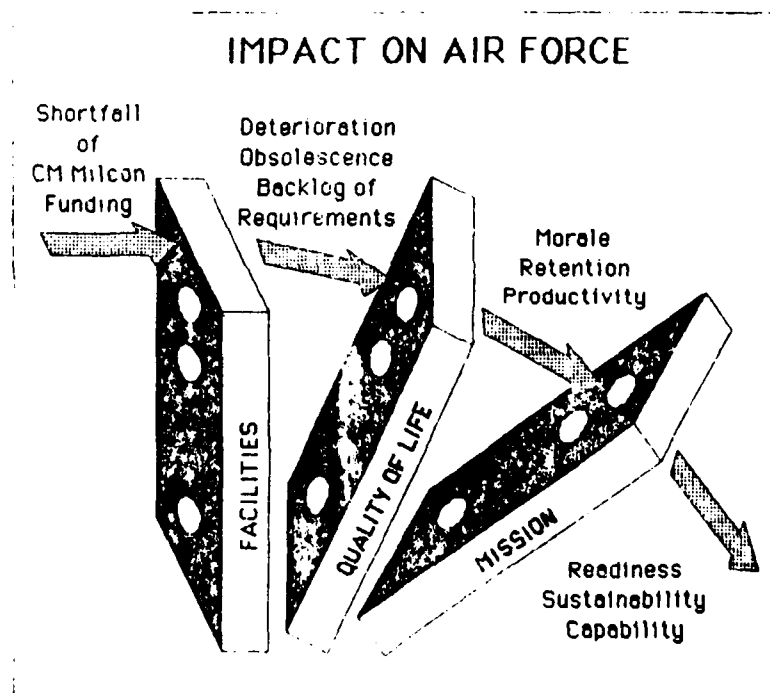 IMPACT ON AIR FORCE
Shortfall
of
CM Milcon
Funding
Deterioration
Obsolescence
Backlog of
Requirements
Morale
Retention
Productivity
FACILITIES
QUALITY OF LIFE
MISSION
Readiness
Sustainability
Capability